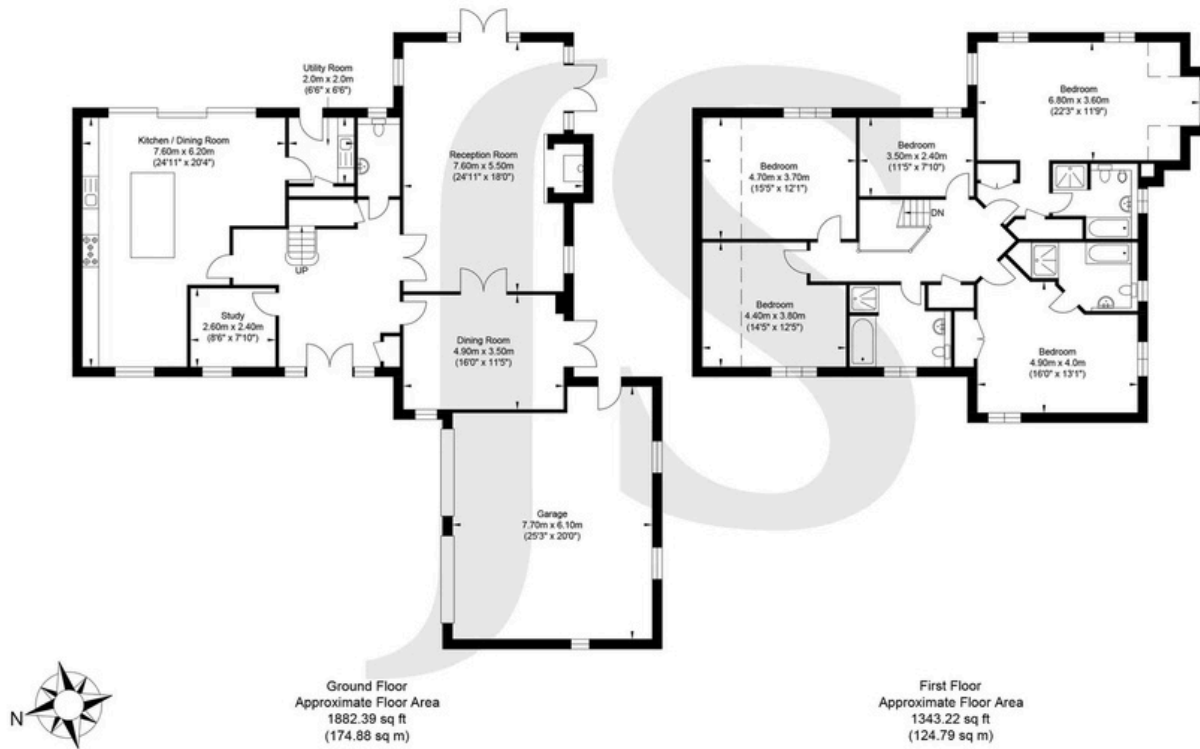 Utility Room
2.0m x 2.0m
(6'6" x 6'6")
Kitchen / Dining Room
7.60m x 6.20m
(24'11" x 20'4")
Reception Room
7.60m x 5.50m
(24'11" x 18'0")
UP
Study
2.60m x 2.40m
(8'6" x 7'10")
Dining Room
4.90m x 3.50m
(16'0" x 11'5")
Garage
7.70m x 6.10m
(25'3" x 20'0")
Bedroom
6.80m x 3.60m
(22'3" x 11'9")
Bedroom
3.50m x 2.40m
(11'5" x 7'10")
Bedroom
4.70m x 3.70m
(15'5" x 12'1")
DN
Bedroom
4.40m x 3.80m
(14'5" x 12'5")
Bedroom
4.90m x 4.0m
(16'0" x 13'1")
JS
N
Ground Floor
Approximate Floor Area
1882.39 sq ft
(174.88 sq m)
First Floor
Approximate Floor Area
1343.22 sq ft
(124.79 sq m)